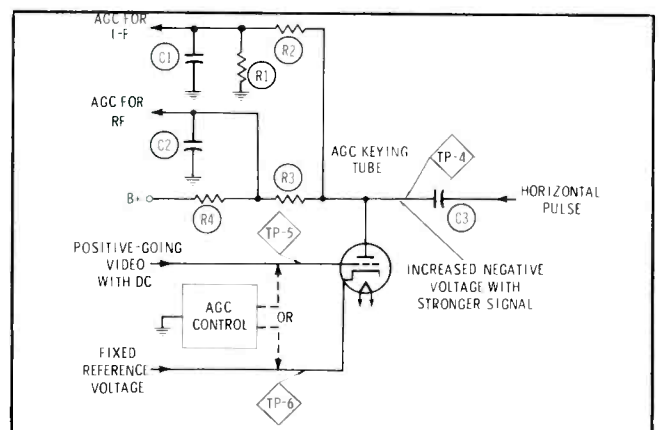 AGC FOR
I-F
C1
R1
R2
AGC FOR
RF
C2
AGC KEYING
TUBE
TP-4
B+
R4
R3
C3
HORIZONTAL
PULSE
TP-5
POSITIVE-GOING
VIDEO
WITH DC
INCREASED NEGATIVE
VOLTAGE WITH
STRONGER SIGNAL
AGC
CONTROL
OR
FIXED
REFERENCE
VOLTAGE
TP-6